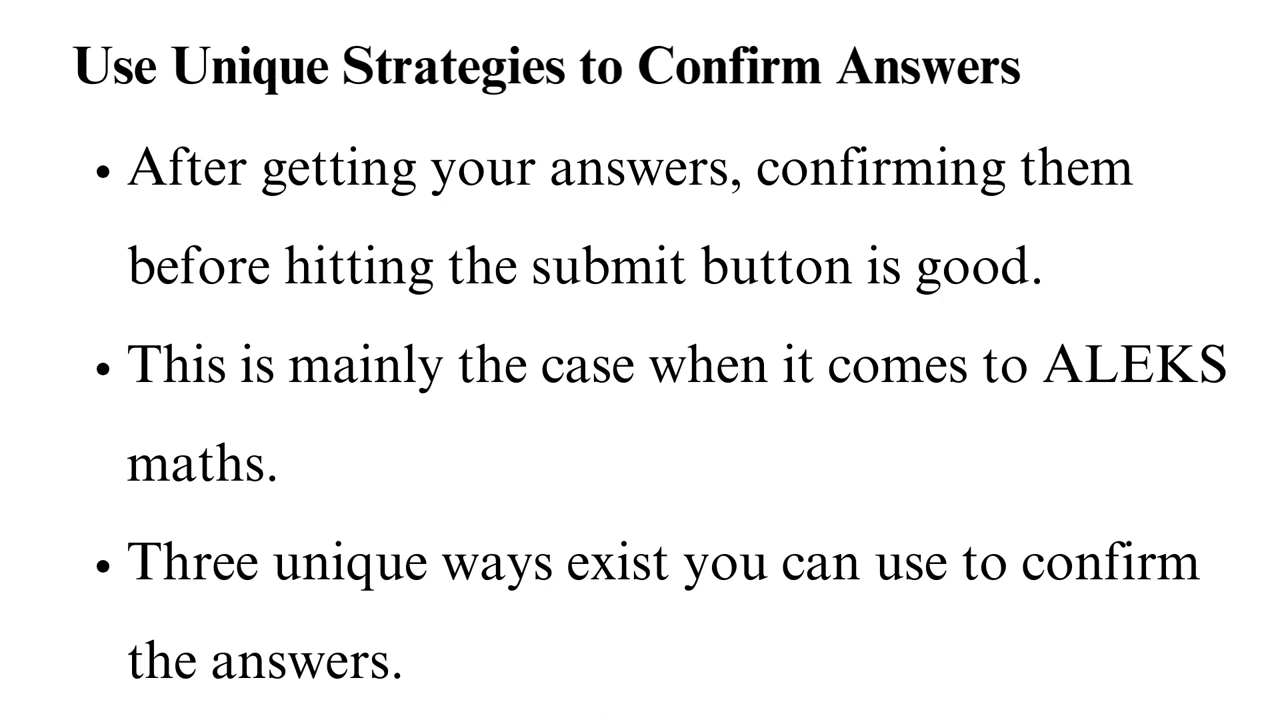 Use Unique Strategies to Confirm Answers
• After getting your answers, confirming them
before hitting the submit button is good.
• This is mainly the case when it comes to ALEKS
maths.
• Three unique ways exist you can use to confirm
the answers.